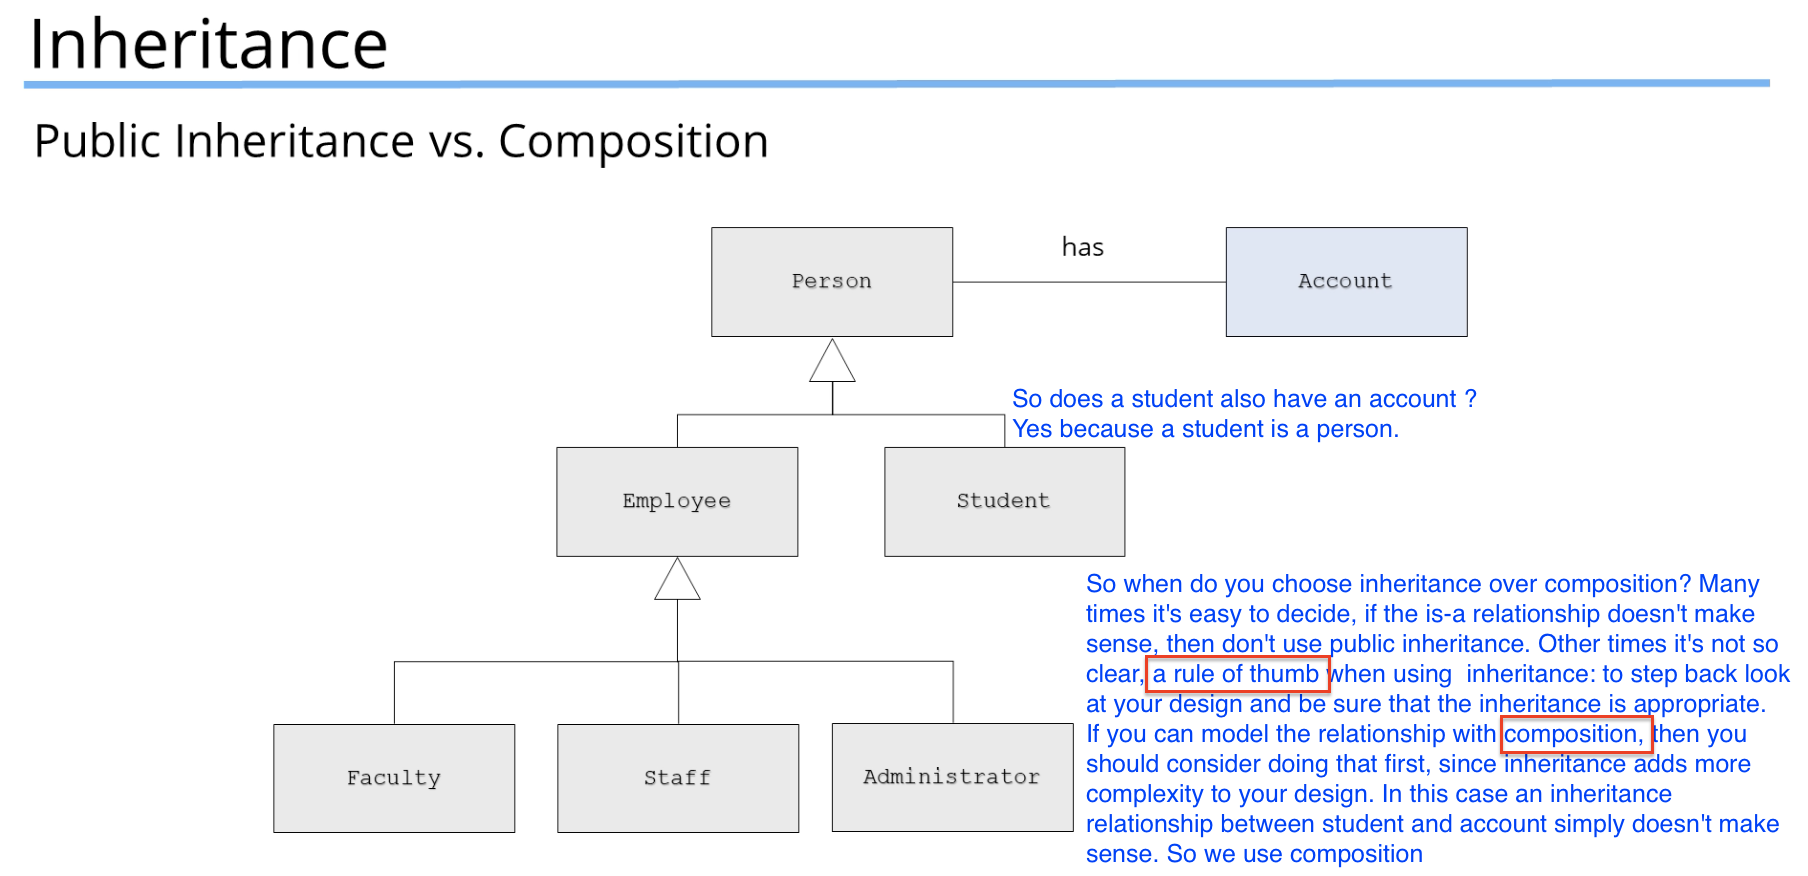 Inheritance
Public Inheritance vs. Composition
Person
has
Account
So does a student also have an account ?
Yes because a student is a person.
Employee
Student
So when do you choose inheritance over composition? Many
times it's easy to decide, if the is-a relationship doesn't make
sense, then don't use public inheritance. Other times it's not so
clear, a rule of thumb when using  inheritance: to step back look
at your design and be sure that the inheritance is appropriate.
If you can model the relationship with composition, then you
should consider doing that first, since inheritance adds more
complexity to your design. In this case an inheritance
relationship between student and account simply doesn't make
sense. So we use composition
Faculty
Staff
Administrator